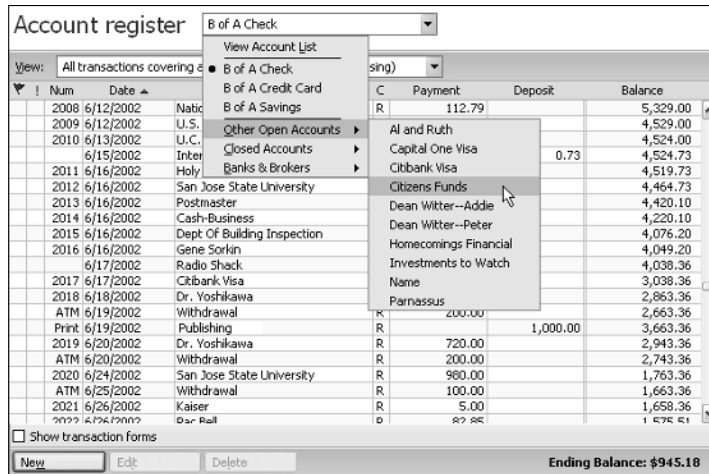 Account register B of A Check
View: All transactions covering a sing)
View Account List
B of A Check
B of A Credit Card
B of A Savings
Other Open Accounts
Closed Accounts
Banks & Brokers
Al and Ruth
Capital One Visa
Citibank Visa
Citizens Funds
Dean Witter--Addie
Dean Witter--Peter
Homecomings Financial
Investments to Watch
Name
Parnassus
! Num Date C Payment Deposit Balance
2008 6/12/2002 Natio R 112.79 5,329.00
2009 6/12/2002 U.S. 4,529.00
2010 6/13/2002 U.C. 4,524.00
6/15/2002 Inter 0.73 4,524.73
2011 6/16/2002 Holy 4,519.73
2012 6/16/2002 San Jose State University 4,464.73
2013 6/16/2002 Postmaster 4,420.10
2014 6/16/2002 Cash-Business 4,220.10
2015 6/16/2002 Dept Of Building Inspection 4,076.20
2016 6/16/2002 Gene Sorkin 4,049.20
6/17/2002 Radio Shack 4,038.36
2017 6/17/2002 Citibank Visa 3,038.36
2018 6/18/2002 Dr. Yoshikawa 2,863.36
ATM 6/19/2002 Withdrawal R 200.00 2,663.36
Print 6/19/2002 Publishing R 1,000.00 3,663.36
2019 6/20/2002 Dr. Yoshikawa R 720.00 2,943.36
ATM 6/20/2002 Withdrawal R 200.00 2,743.36
2020 6/24/2002 San Jose State University R 980.00 1,763.36
ATM 6/25/2002 Withdrawal R 100.00 1,663.36
2021 6/26/2002 Kaiser R 5.00 1,658.36
2022 6/26/2002 Pac Bell R 82.85 1,575.51
Show transaction forms
New Edit Delete Ending Balance: $945.18